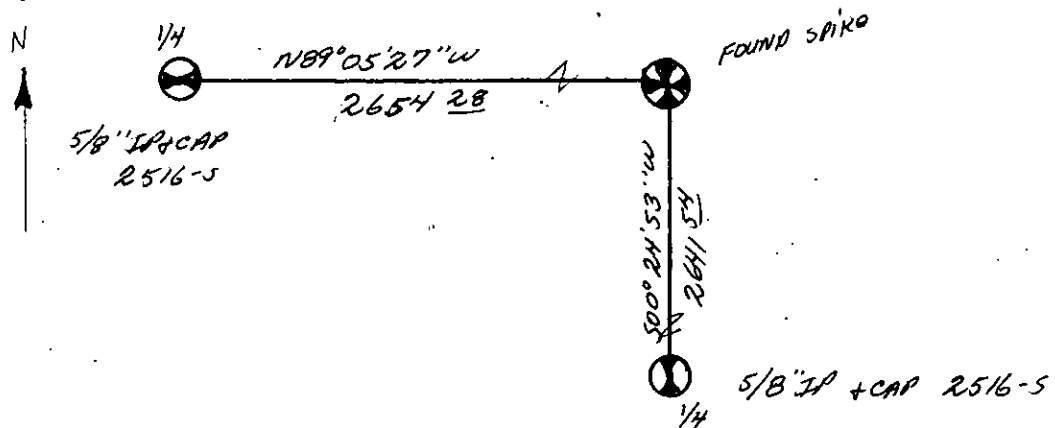 N
1/4
N89°05'27"W
2654 28
FOUND SPIKE
5/8" IP & CAP
2516-S
S00°24'53"W
2641 54
5/8" IP + CAP 2516-S
1/4